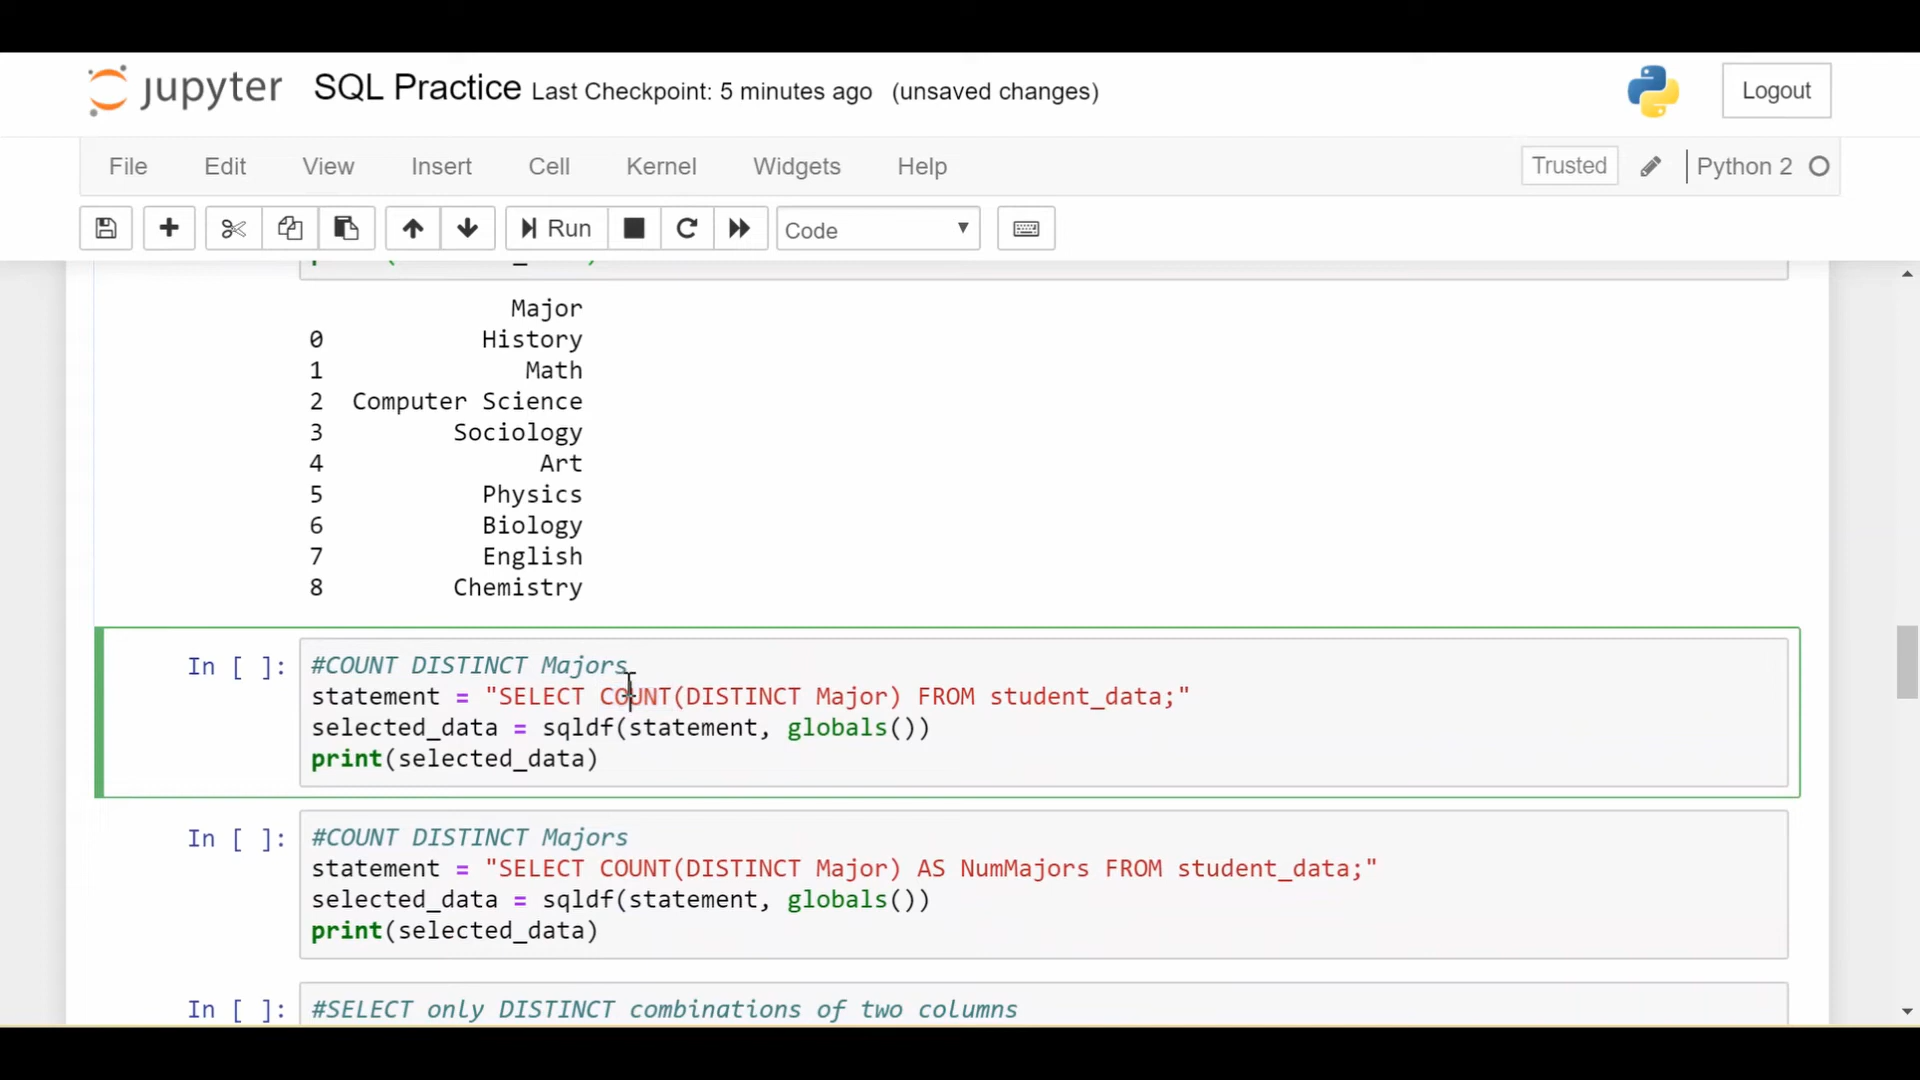 jupyter SQL Practice Last Checkpoint: 5 minutes ago (unsaved changes) Logout
File Edit View Insert Cell Kernel Widgets Help Trusted Python 2
Run Code
Major
0 History
1 Math
2 Computer Science
3 Sociology
4 Art
5 Physics
6 Biology
7 English
8 Chemistry
In [ ]: #COUNT DISTINCT Majors
statement = "SELECT COUNT(DISTINCT Major) FROM student_data;"
selected_data = sqldf(statement, globals())
print(selected_data)
In [ ]: #COUNT DISTINCT Majors
statement = "SELECT COUNT(DISTINCT Major) AS NumMajors FROM student_data;"
selected_data = sqldf(statement, globals())
print(selected_data)
In [ ]: #SELECT only DISTINCT combinations of two columns